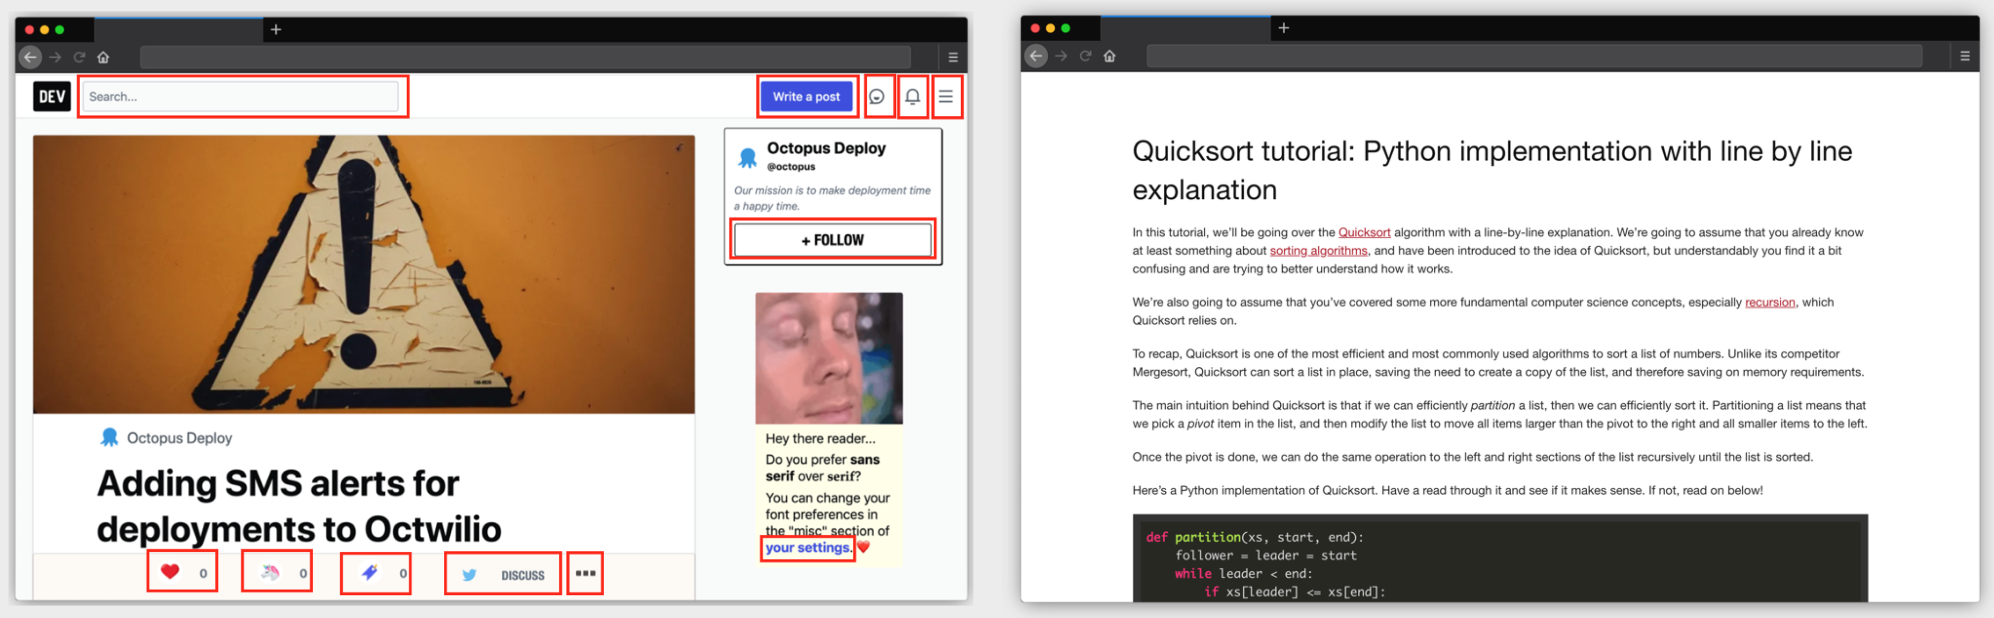 DEV
Search...
Write a post
Octopus Deploy
@octopus
Our mission is to make deployment time
a happy time.
+ FOLLOW
Hey there reader...
Do you prefer sans
serif over serif?
You can change your
font preferences in
the "misc" section of
your settings.
Octopus Deploy
Adding SMS alerts for
deployments to Octwilio
0
0
0
DISCUSS
Quicksort tutorial: Python implementation with line by line
explanation
In this tutorial, we'll be going over the Quicksort algorithm with a line-by-line explanation. We're going to assume that you already know
at least something about sorting algorithms, and have been introduced to the idea of Quicksort, but understandably you find it a bit
confusing and are trying to better understand how it works.
We're also going to assume that you've covered some more fundamental computer science concepts, especially recursion, which
Quicksort relies on.
To recap, Quicksort is one of the most efficient and most commonly used algorithms to sort a list of numbers. Unlike its competitor
Mergesort, Quicksort can sort a list in place, saving the need to create a copy of the list, and therefore saving on memory requirements.
The main intuition behind Quicksort is that if we can efficiently partition a list, then we can efficiently sort it. Partitioning a list means that
we pick a pivot item in the list, and then modify the list to move all items larger than the pivot to the right and all smaller items to the left.
Once the pivot is done, we can do the same operation to the left and right sections of the list recursively until the list is sorted.
Here's a Python implementation of Quicksort. Have a read through it and see if it makes sense. If not, read on below!
def partition(xs, start, end):
    follower = leader = start
    while leader < end:
        if xs[leader] <= xs[end]: